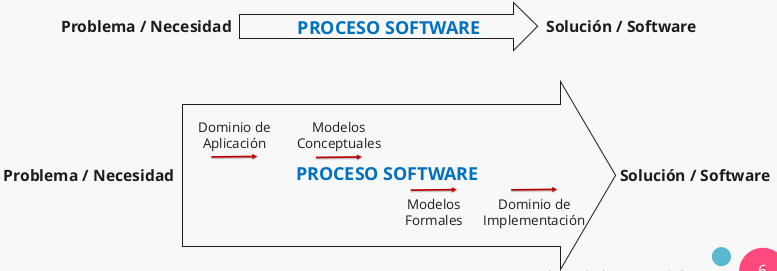 Problema / Necesidad
PROCESO SOFTWARE
Solución / Software
Dominio de
Aplicación
Modelos
Conceptuales
Problema / Necesidad
PROCESO SOFTWARE
Solución / Software
Modelos
Formales
Dominio de
Implementación
6